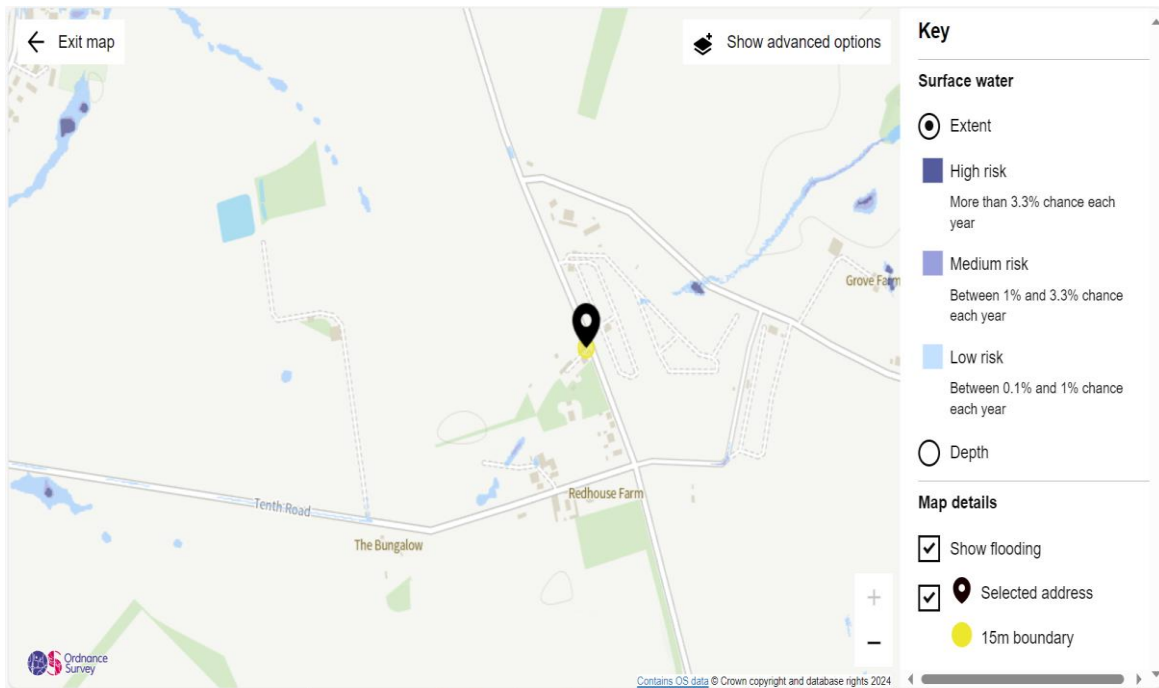 Exit map
Show advanced options
Grove Farm
Tenth Road
Redhouse Farm
The Bungalow
Ordnance
Survey
Contains OS data © Crown copyright and database rights 2024
Key
Surface water
Extent
High risk
More than 3.3% chance each
year
Medium risk
Between 1% and 3.3% chance
each year
Low risk
Between 0.1% and 1% chance
each year
Depth
Map details
Show flooding
Selected address
15m boundary